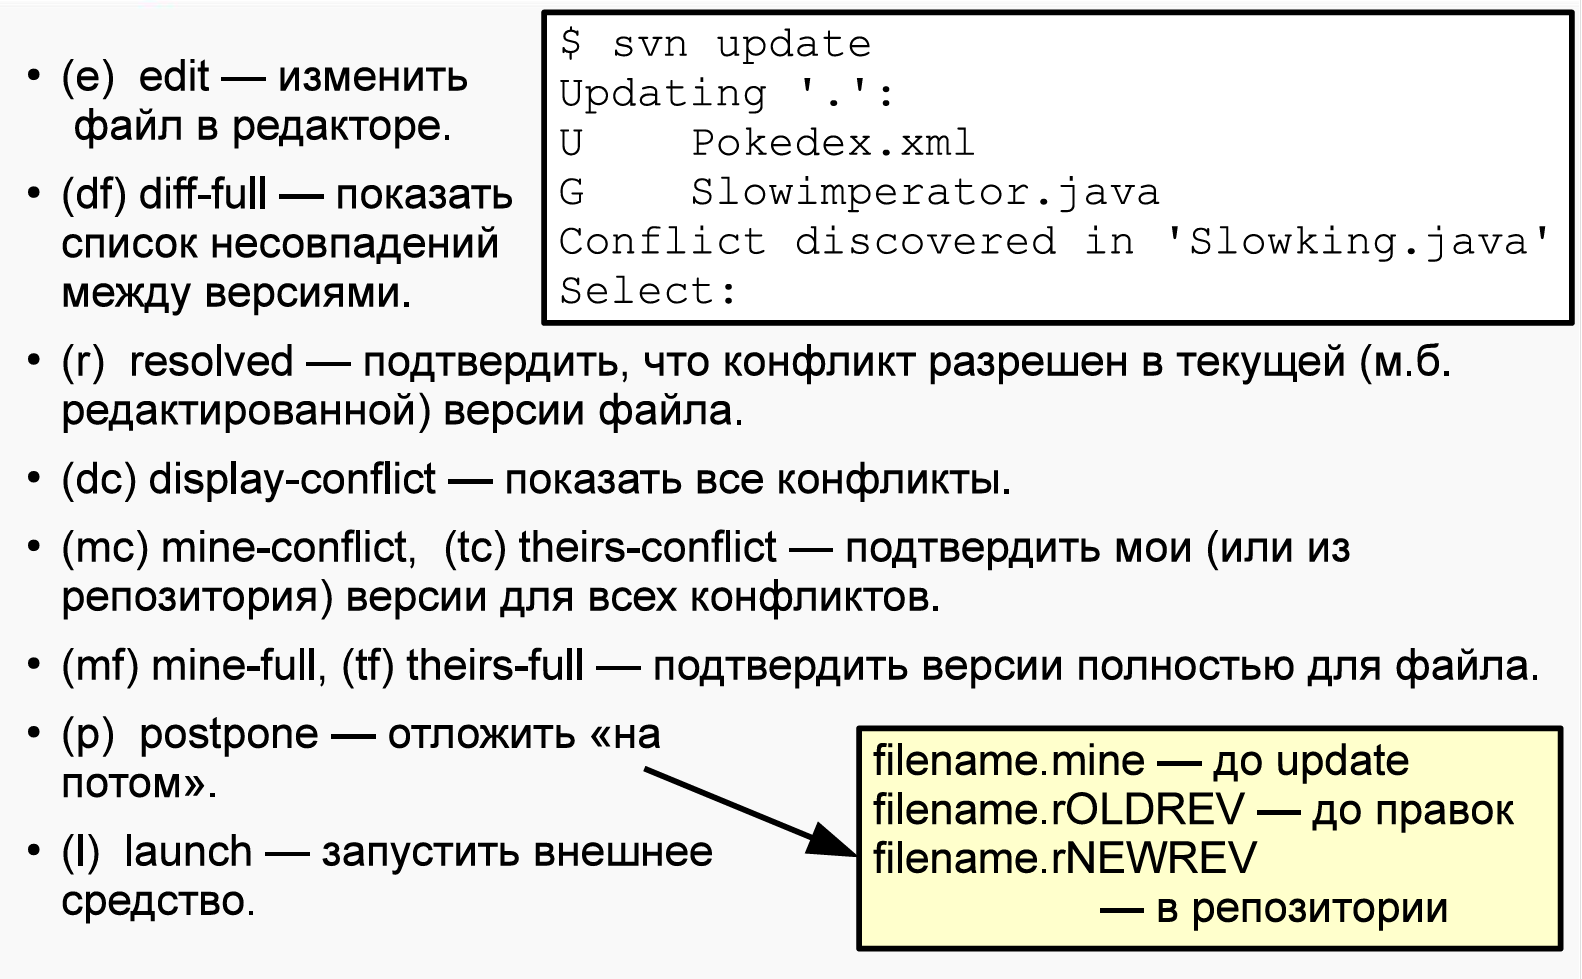 $ svn update
Updating '.':
U    Pokedex.xml
G    Slowimperator.java
Conflict discovered in 'Slowking.java'
Select:
• (e)  edit — изменить
файл в редакторе.
• (df) diff-full — показать
список несовпадений
между версиями.
• (r)  resolved — подтвердить, что конфликт разрешен в текущей (м.б.
редактированной) версии файла.
• (dc) display-conflict — показать все конфликты.
• (mc) mine-conflict,  (tc) theirs-conflict — подтвердить мои (или из
репозитория) версии для всех конфликтов.
• (mf) mine-full, (tf) theirs-full — подтвердить версии полностью для файла.
• (p)  postpone — отложить «на
потом».
• (l)  launch — запустить внешнее
средство.
filename.mine — до update
filename.rOLDREV — до правок
filename.rNEWREV
— в репозитории